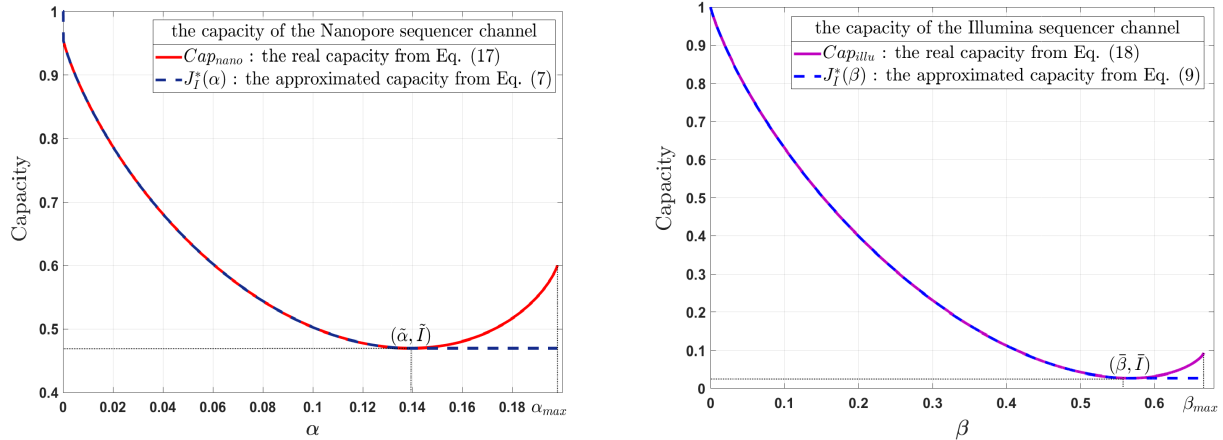 the capacity of the Nanopore sequencer channel
Cap_nano : the real capacity from Eq. (17)
J*_I(α) : the approximated capacity from Eq. (7)
Capacity
1
0.9
0.8
0.7
0.6
0.5
0.4
(α̃, Ĩ)
0 0.02 0.04 0.06 0.08 0.1 0.12 0.14 0.16 0.18 α_max
α
the capacity of the Illumina sequencer channel
Cap_illu : the real capacity from Eq. (18)
J*_I(β) : the approximated capacity from Eq. (9)
Capacity
1
0.9
0.8
0.7
0.6
0.5
0.4
0.3
0.2
0.1
0
(β̄, Ī)
0 0.1 0.2 0.3 0.4 0.5 0.6 β_max
β